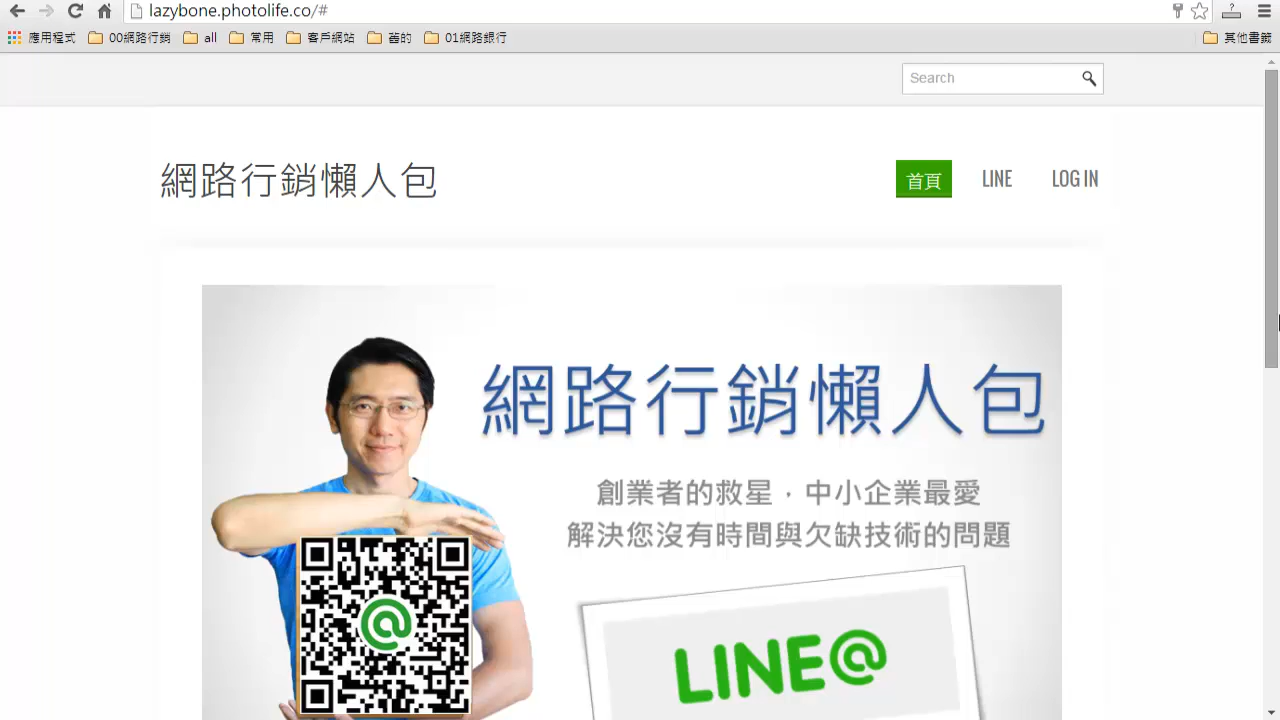 lazybone.photolife.co/#
應用程式 00網路行銷 all 常用 客戶網站 舊的 01網路銀行 其他書籤
Search
網路行銷懶人包 首頁 LINE LOG IN
網路行銷懶人包
創業者的救星，中小企業最愛
解決您沒有時間與欠缺技術的問題
LINE@
@